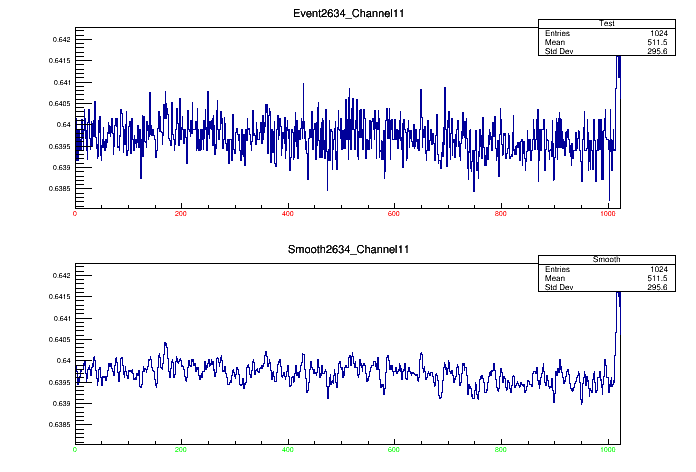 Event2634_Channel11
Test
Entries 1024
Mean 511.5
Std Dev 295.6
0.642
0.6415
0.641
0.6405
0.64
0.6395
0.639
0.6385
0 200 400 600 800 1000
Smooth2634_Channel11
Smooth
Entries 1024
Mean 511.5
Std Dev 295.6
0.642
0.6415
0.641
0.6405
0.64
0.6395
0.639
0.6385
0 200 400 600 800 1000